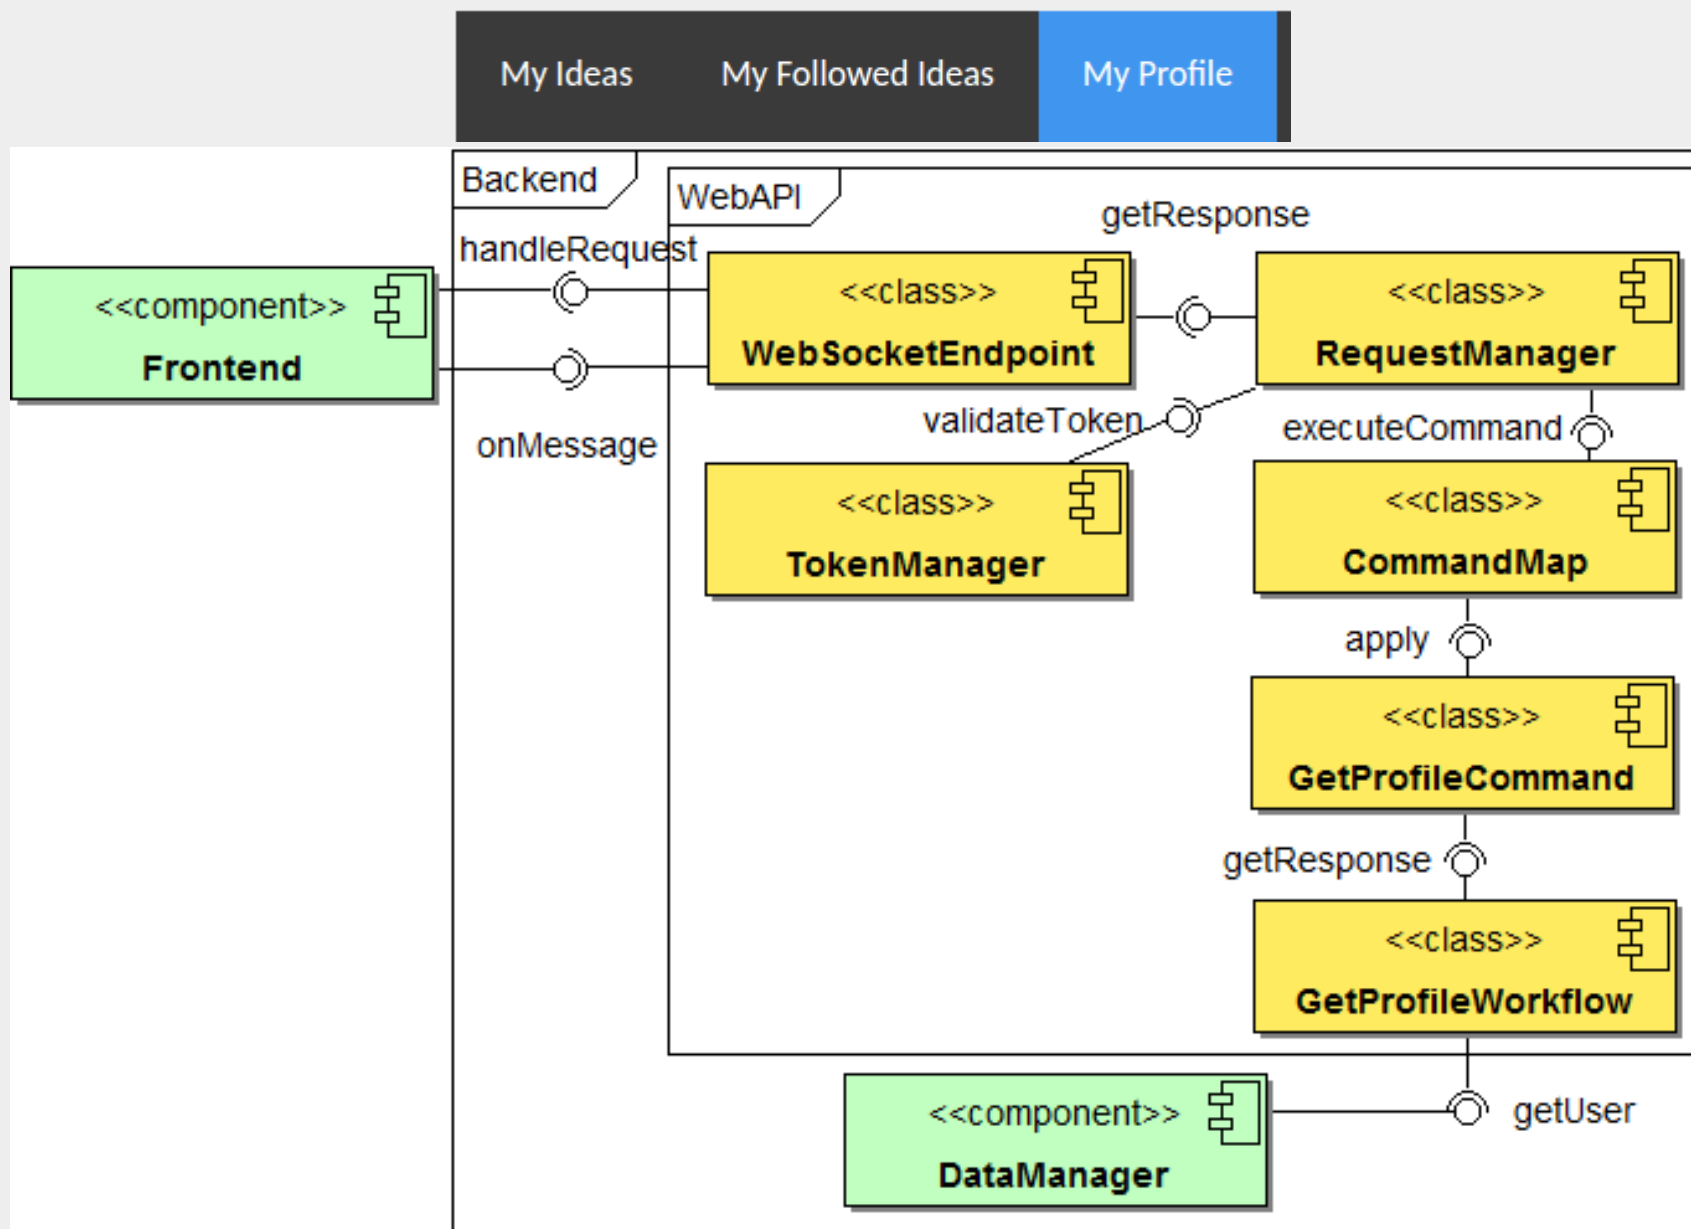 My Ideas My Followed Ideas My Profile
Backend
WebAPI
getResponse
handleRequest
<<component>>
Frontend
<<class>>
WebSocketEndpoint
<<class>>
RequestManager
onMessage
validateToken
executeCommand
<<class>>
TokenManager
<<class>>
CommandMap
apply
<<class>>
GetProfileCommand
getResponse
<<class>>
GetProfileWorkflow
<<component>>
DataManager
getUser